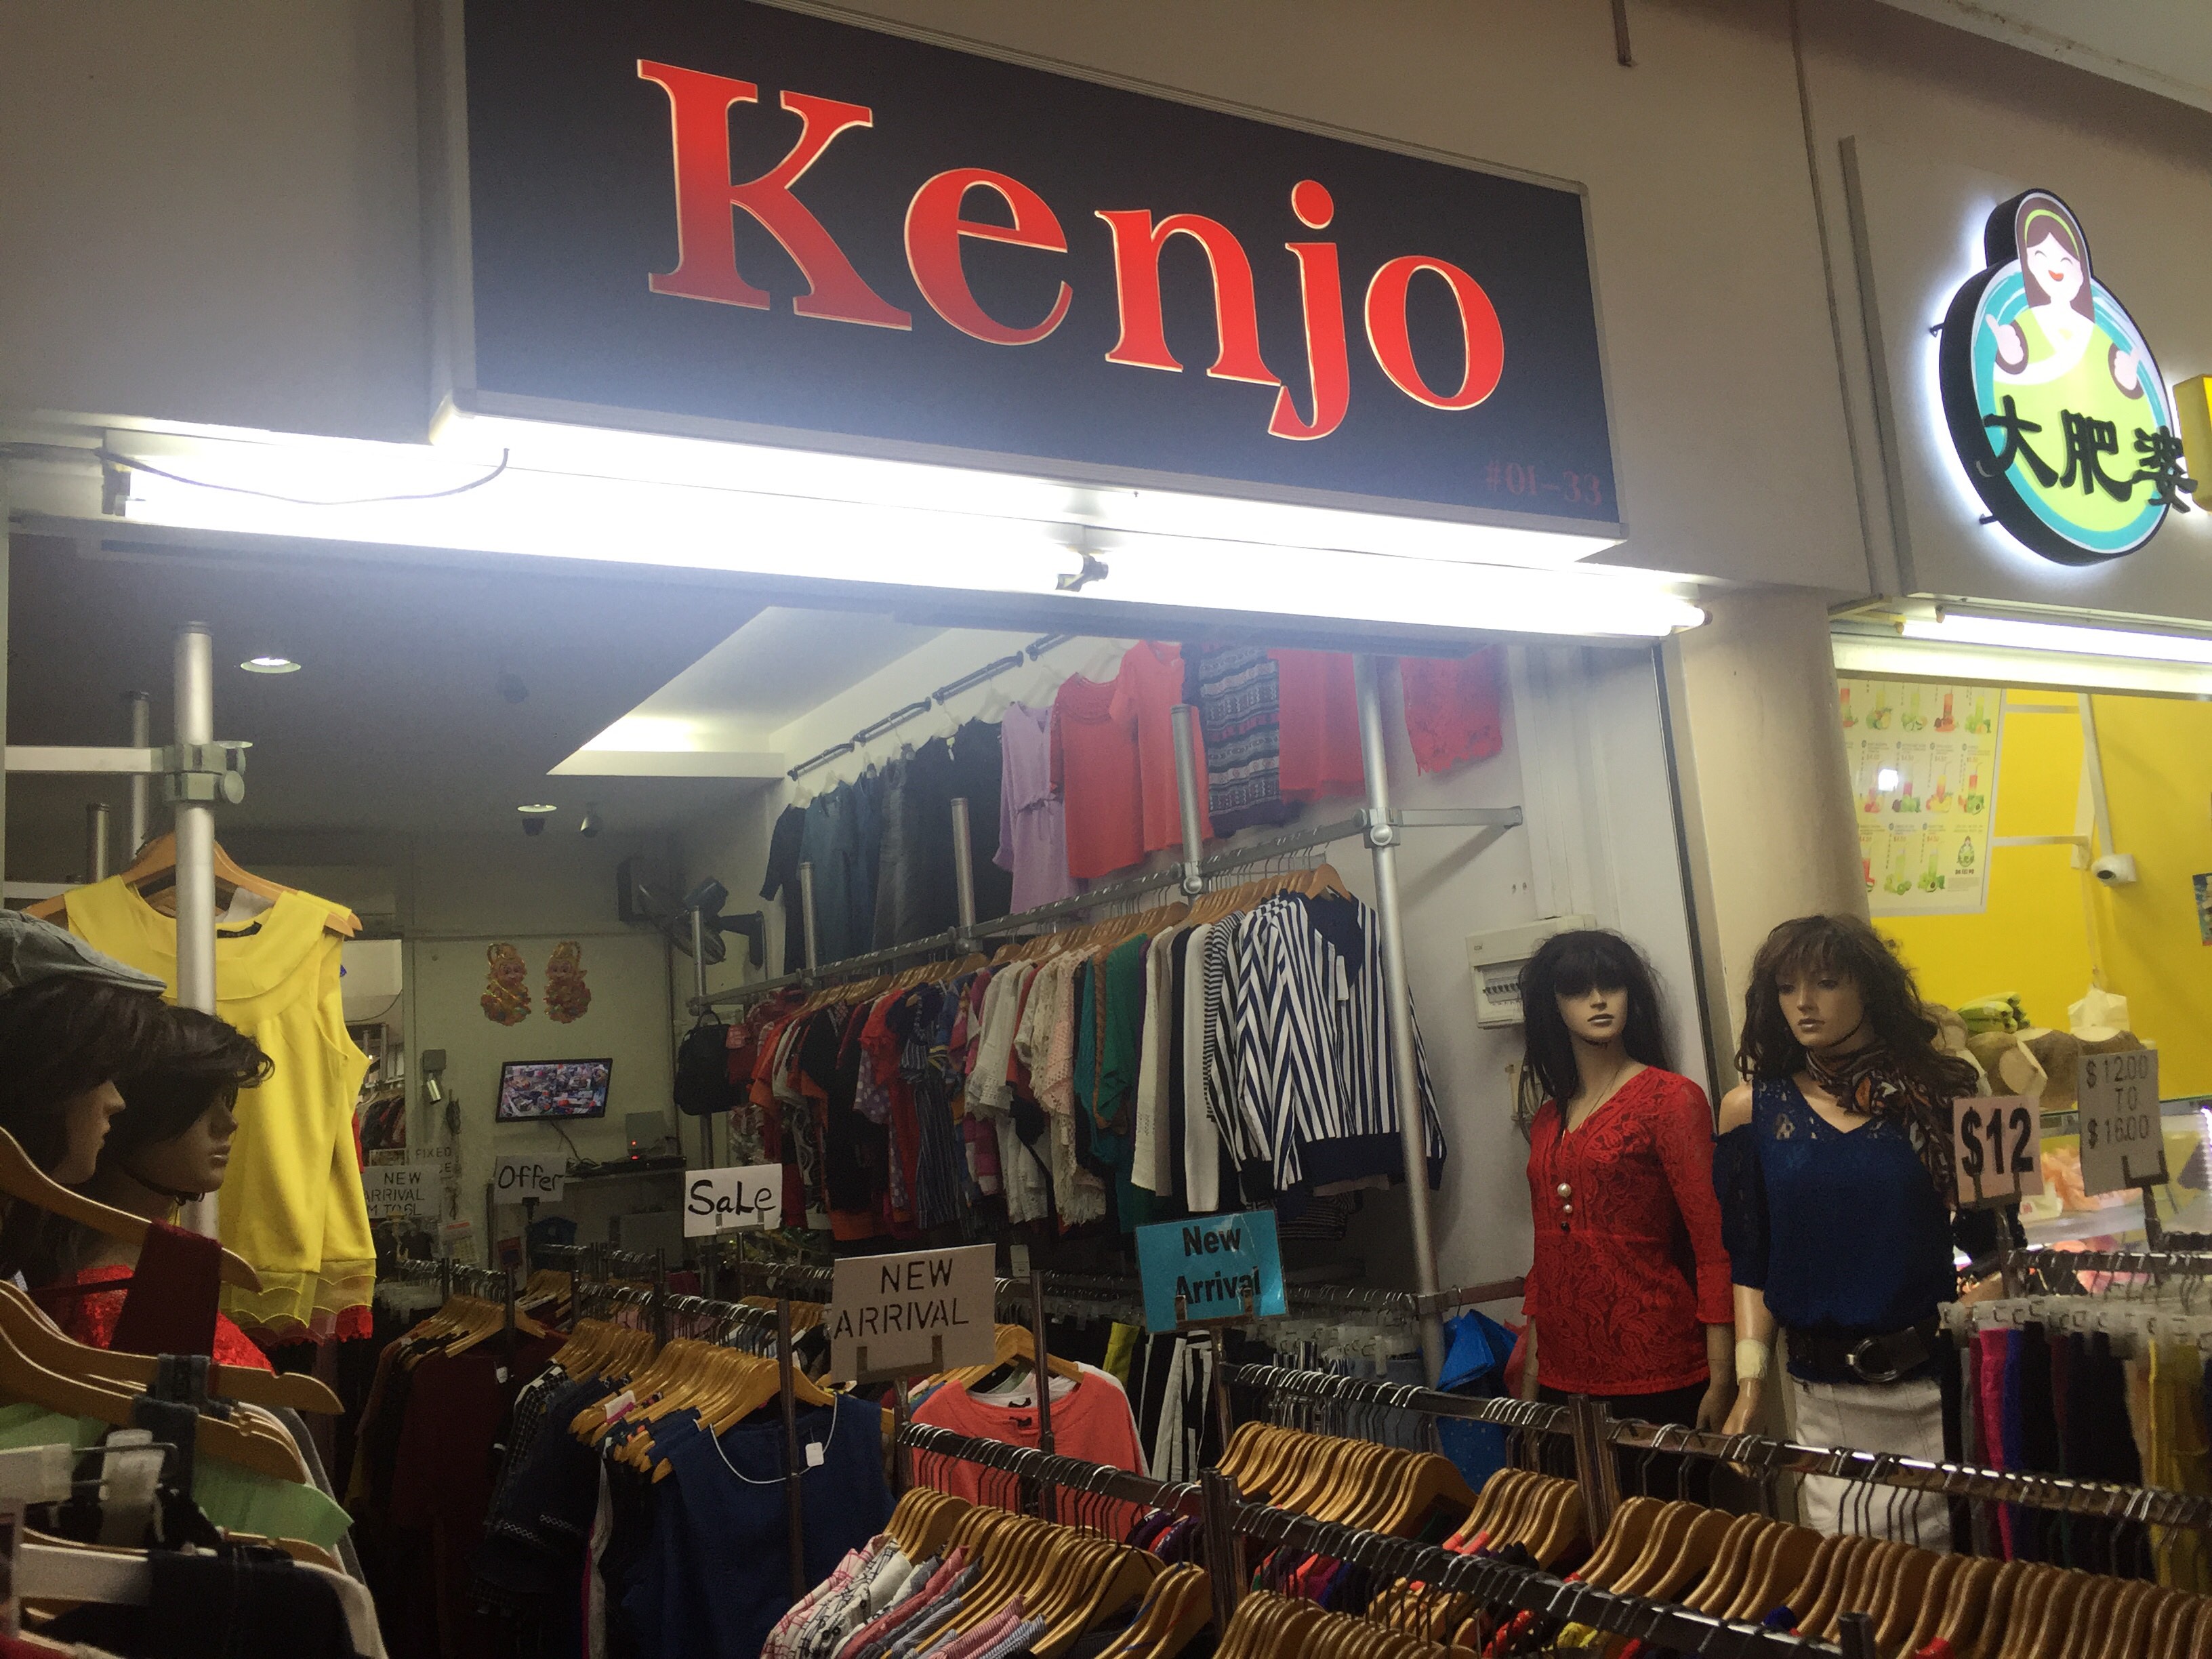 Kenjo
#01-33
大肥婆
$12
$12.00
TO
$16.00
FIXED
NEW
ARRIVAL
Offer
Sale
NEW
ARRIVAL
New
Arrival